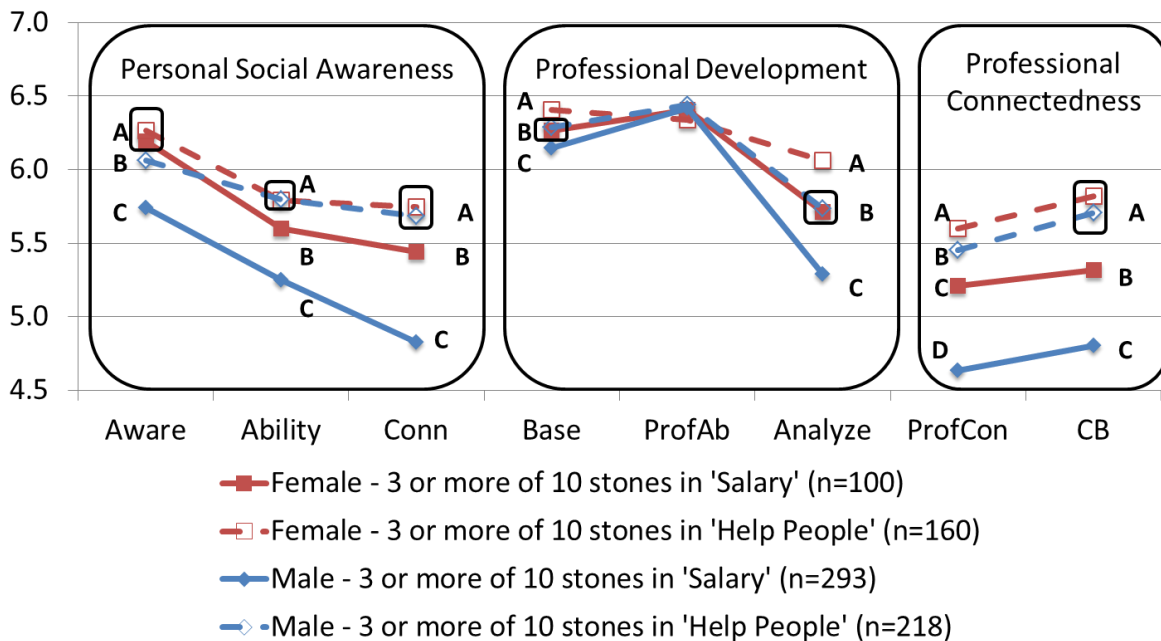 7.0
6.5
6.0
5.5
5.0
4.5
Personal Social Awareness
Professional Development
Professional
Connectedness
A
B
C
A
B
C
A
B
C
A
B
C
A
B
C
A
B
C
D
A
B
C
Aware
Ability
Conn
Base
ProfAb
Analyze
ProfCon
CB
Female - 3 or more of 10 stones in 'Salary' (n=100)
Female - 3 or more of 10 stones in 'Help People' (n=160)
Male - 3 or more of 10 stones in 'Salary' (n=293)
Male - 3 or more of 10 stones in 'Help People' (n=218)